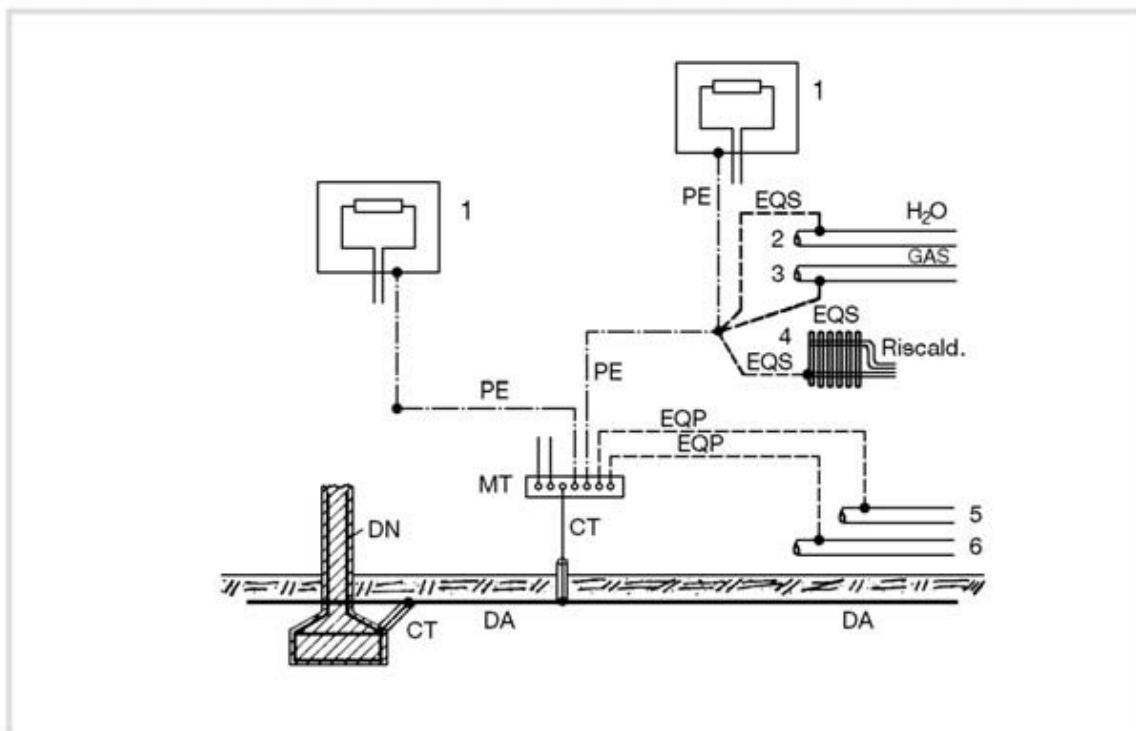 1
PE
EQS
H₂O
2
1
3
GAS
EQS
4
Riscald.
EQS
PE
PE
EQP
EQP
MT
CT
5
DN
6
CT
DA
DA